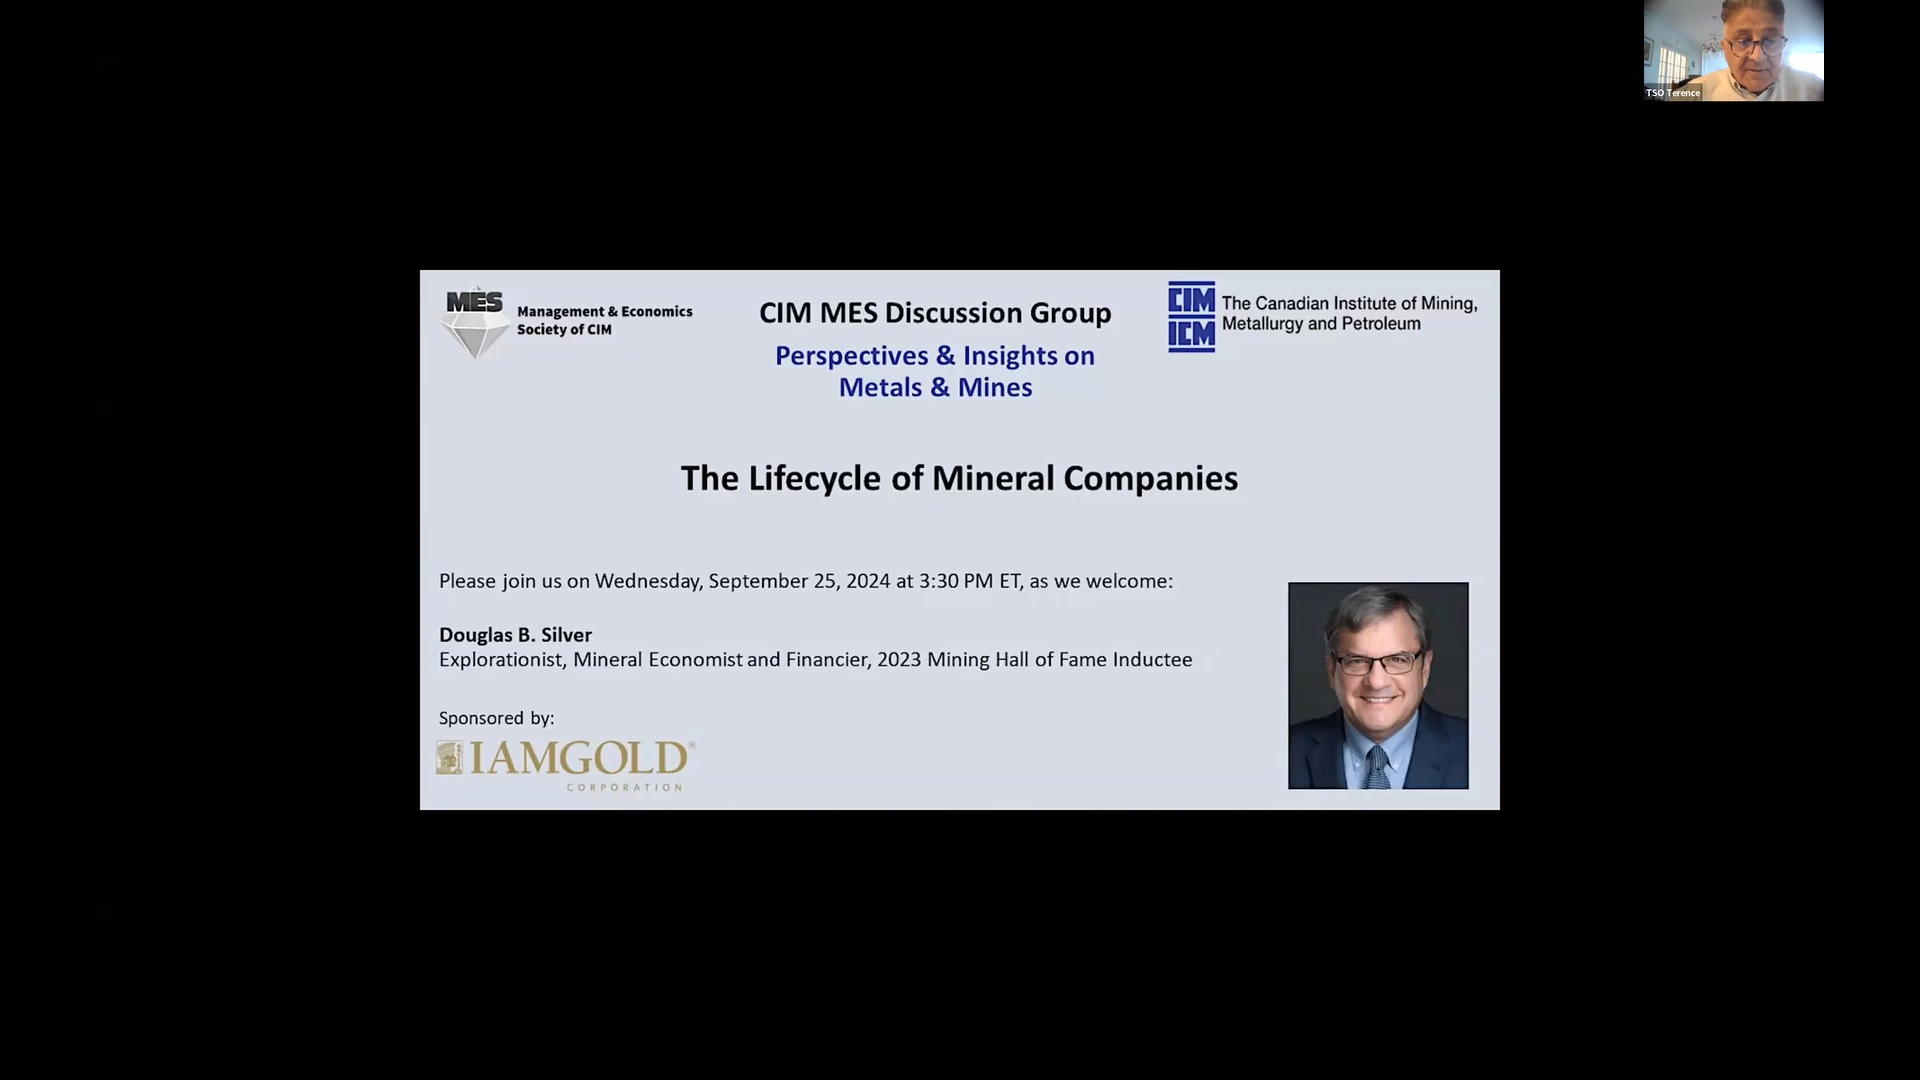 TSO Terence
MES
Management & Economics
Society of CIM
CIM MES Discussion Group
Perspectives & Insights on
Metals & Mines
CIM
ICM
The Canadian Institute of Mining,
Metallurgy and Petroleum
The Lifecycle of Mineral Companies
Please join us on Wednesday, September 25, 2024 at 3:30 PM ET, as we welcome:
Douglas B. Silver
Explorationist, Mineral Economist and Financier, 2023 Mining Hall of Fame Inductee
Sponsored by:
IAMGOLD®
CORPORATION